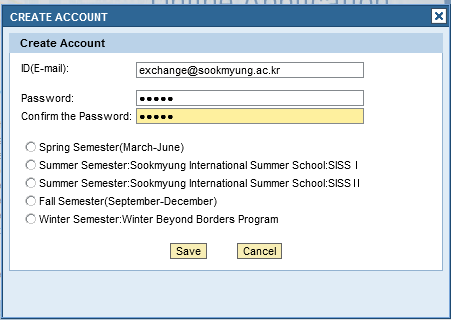 CREATE ACCOUNT
Create Account
ID(E-mail): exchange@sookmyung.ac.kr
Password: •••••
Confirm the Password: •••••
Spring Semester(March-June)
Summer Semester:Sookmyung International Summer School:SISS I
Summer Semester:Sookmyung International Summer School:SISS II
Fall Semester(September-December)
Winter Semester:Winter Beyond Borders Program
Save Cancel